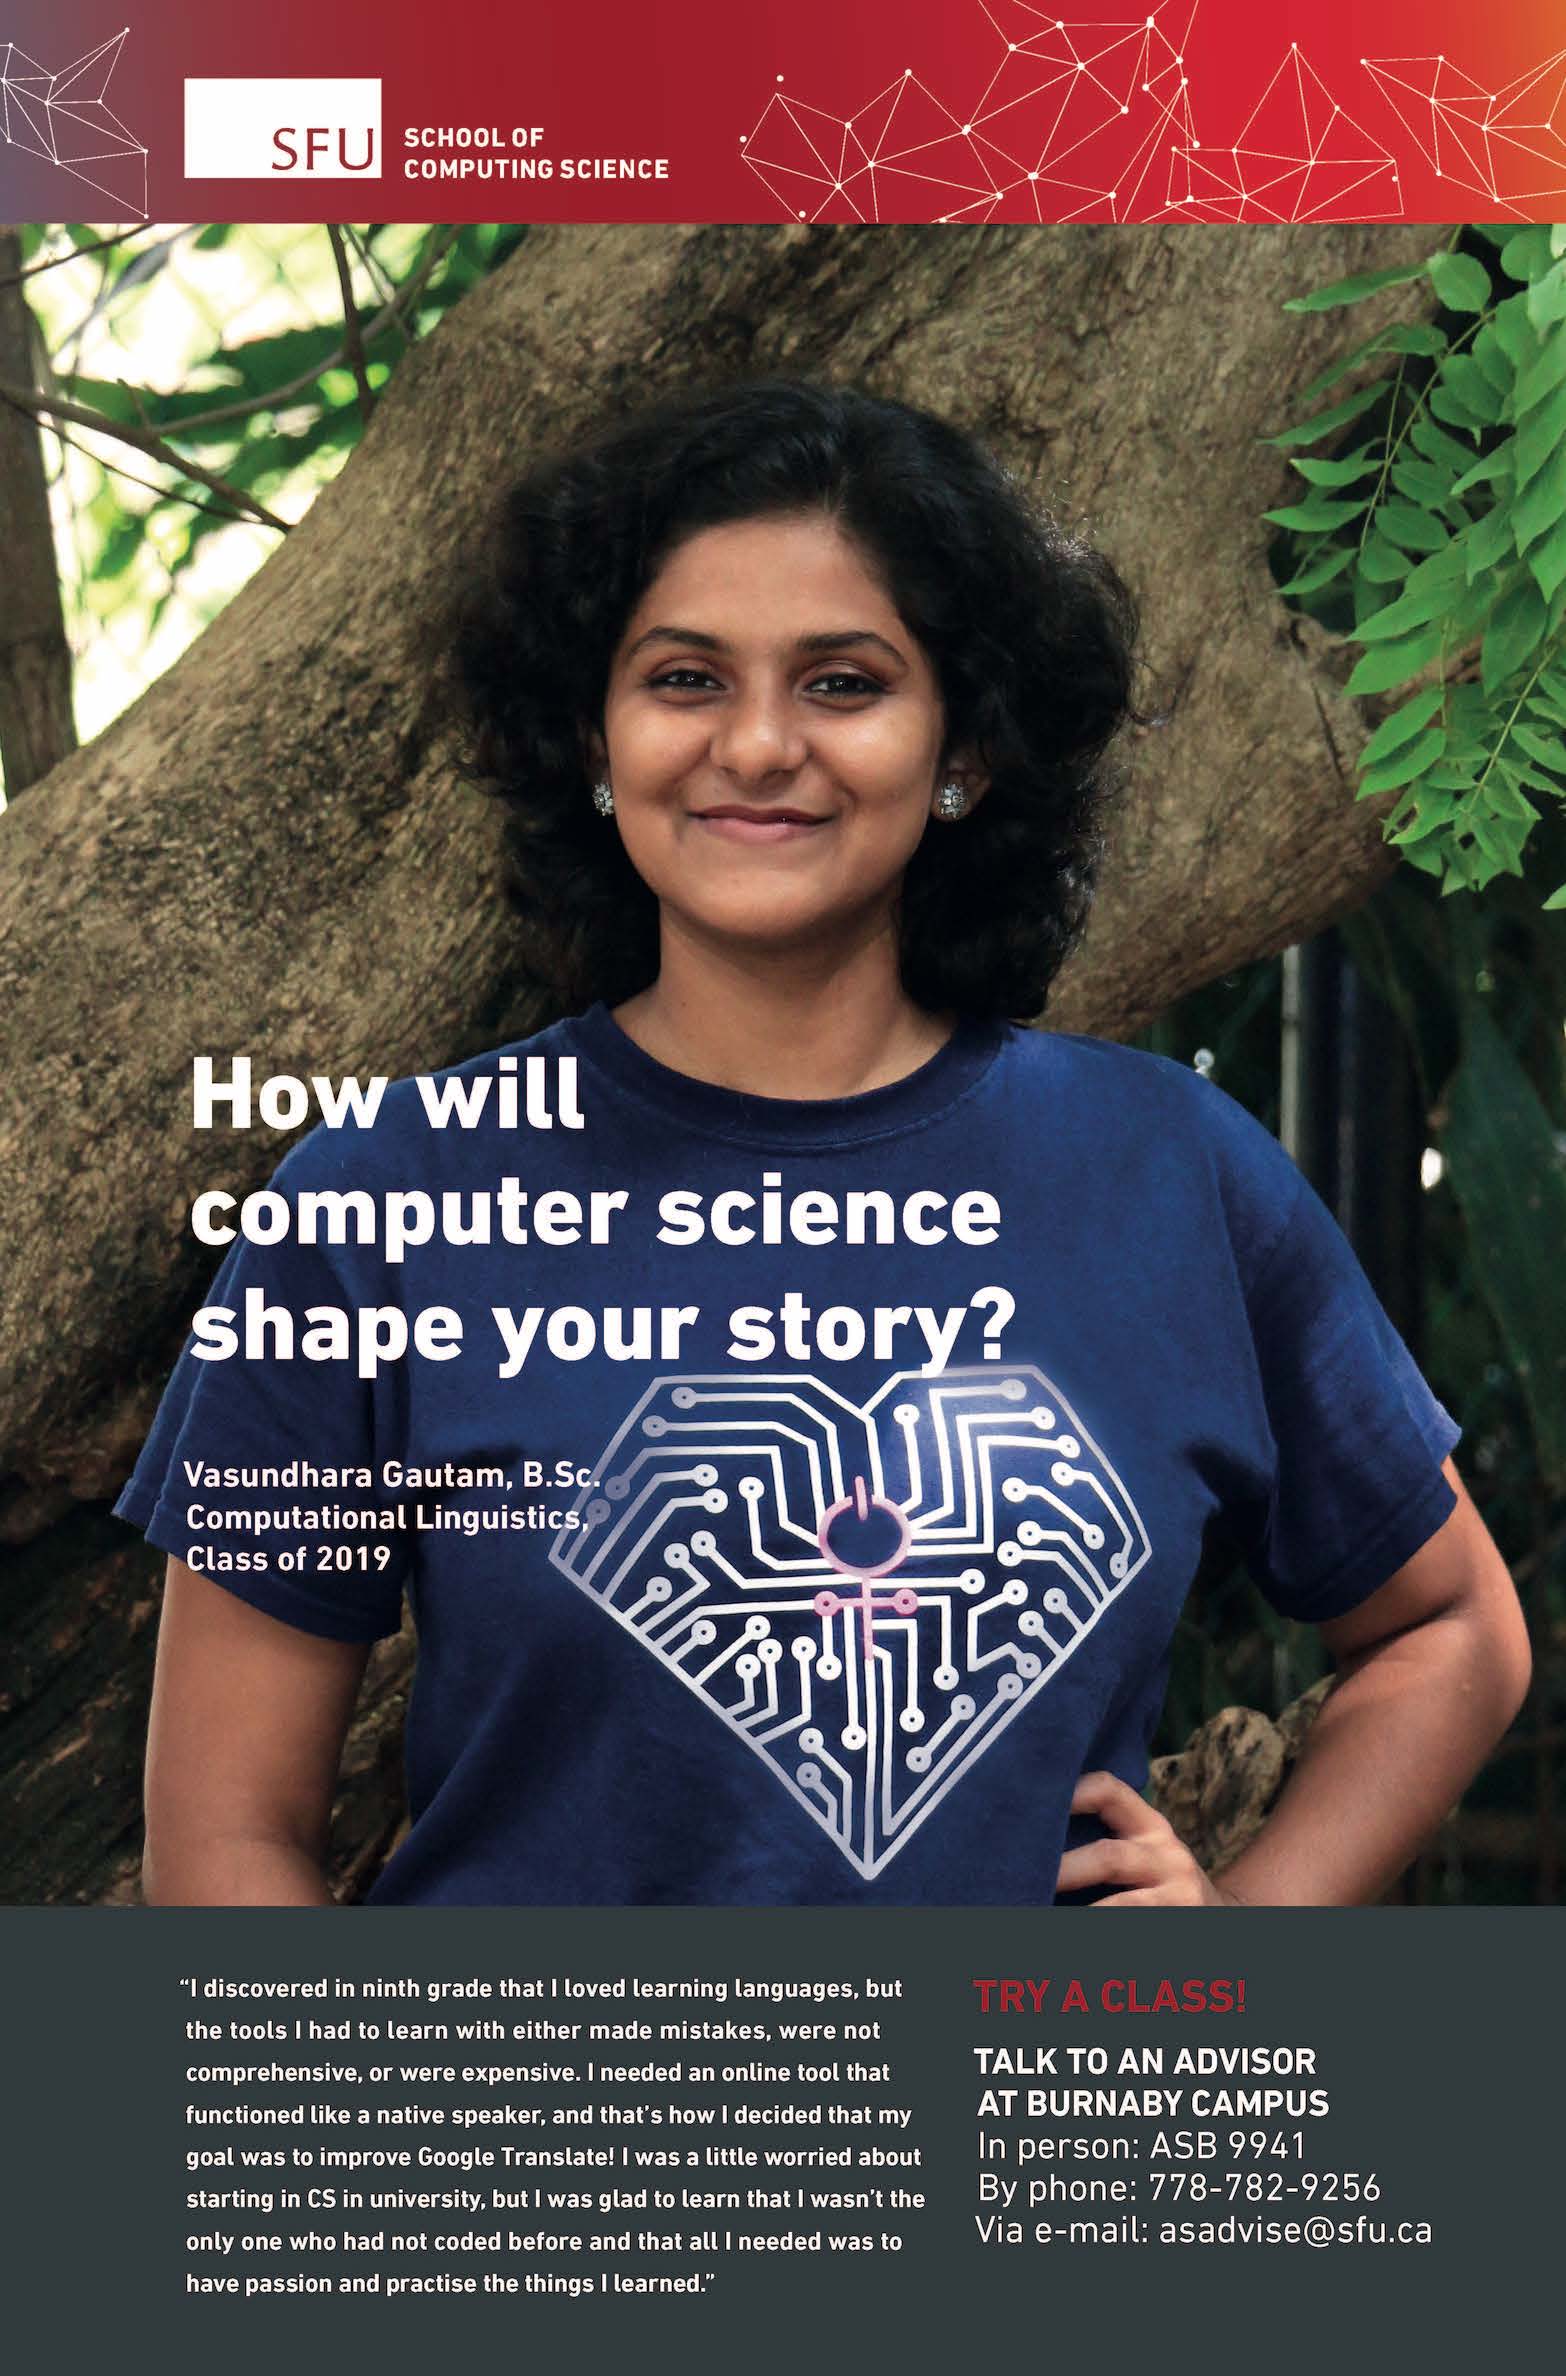 SFU
SCHOOL OF
COMPUTING SCIENCE
How will
computer science
shape your story?
Vasundhara Gautam, B.Sc.
Computational Linguistics,
Class of 2019
“I discovered in ninth grade that I loved learning languages, but
the tools I had to learn with either made mistakes, were not
comprehensive, or were expensive. I needed an online tool that
functioned like a native speaker, and that’s how I decided that my
goal was to improve Google Translate! I was a little worried about
starting in CS in university, but I was glad to learn that I wasn’t the
only one who had not coded before and that all I needed was to
have passion and practise the things I learned.”
TRY A CLASS!
TALK TO AN ADVISOR
AT BURNABY CAMPUS
In person: ASB 9941
By phone: 778-782-9256
Via e-mail: asadvise@sfu.ca